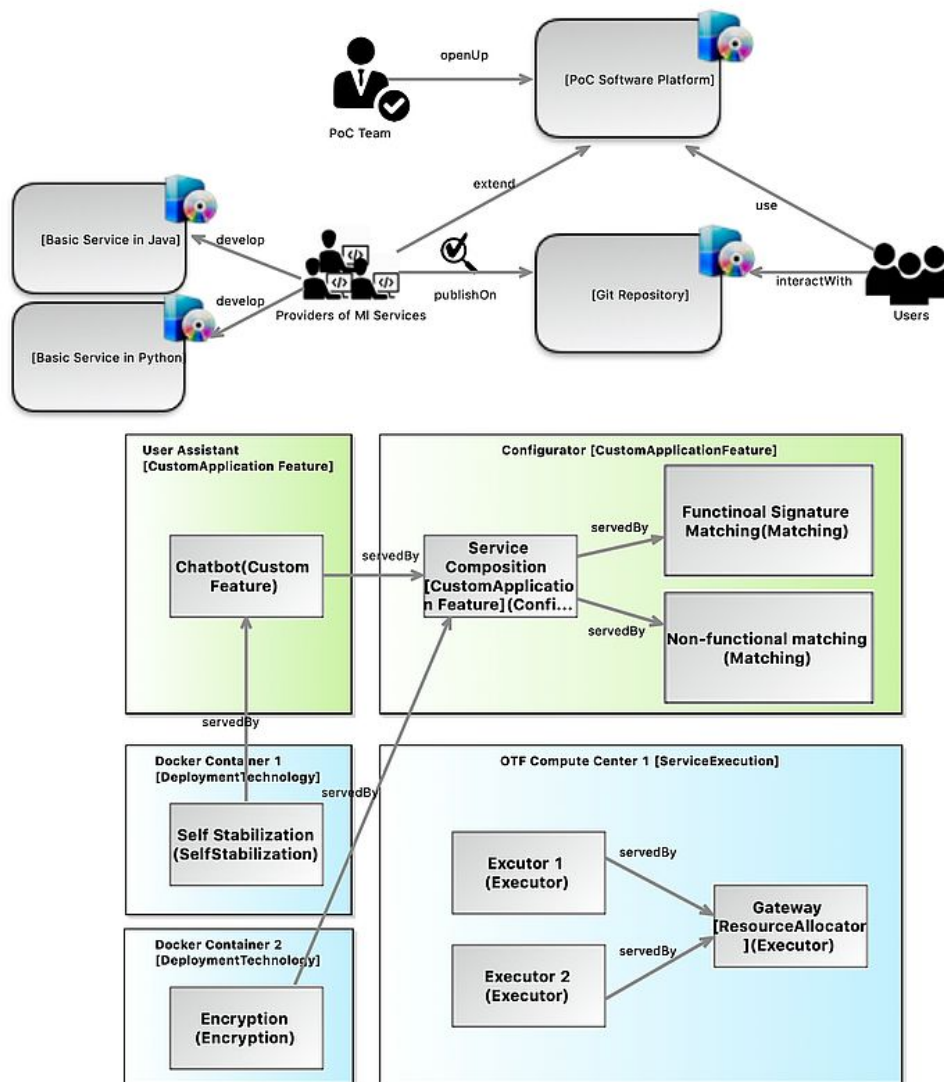 openUp
[PoC Software Platform]
PoC Team
extend
use
[Basic Service in Java]
develop
publishOn
[Git Repository]
interactWith
develop
Providers of MI Services
Users
[Basic Service in Python]
User Assistant
[CustomApplication Feature]
Configurator [CustomApplicationFeature]
Chatbot(Custom
Feature)
servedBy
Service
Composition
[CustomApplicatio
n Feature](Confi...
servedBy
Functinoal Signature
Matching(Matching)
servedBy
Non-functional matching
(Matching)
servedBy
Docker Container 1
[DeploymentTechnology]
servedBy
Self Stabilization
(SelfStabilization)
OTF Compute Center 1 [ServiceExecution]
Excutor 1
(Executor)
servedBy
Gateway
[ResourceAllocator
](Executor)
servedBy
Executor 2
(Executor)
Docker Container 2
[DeploymentTechnology]
Encryption
(Encryption)